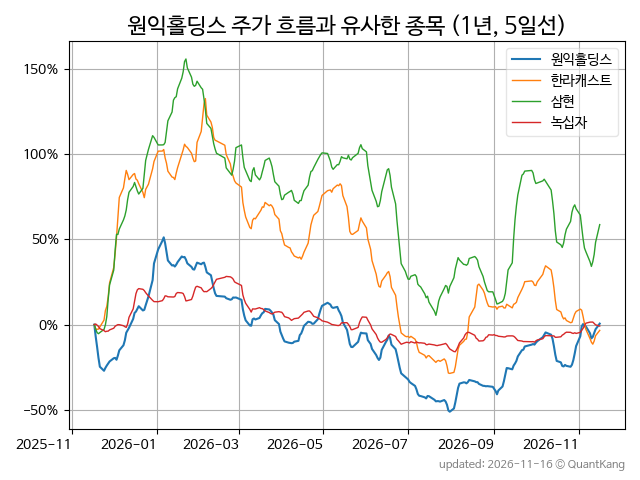 원익홀딩스 주가 흐름과 유사한 종목 (1년, 5일선)
원익홀딩스
한라캐스트
삼현
녹십자
150%
100%
50%
0%
−50%
2025−11
2026−01
2026−03
2026−05
2026−07
2026−09
2026−11
updated: 2026-11-16 © QuantKang